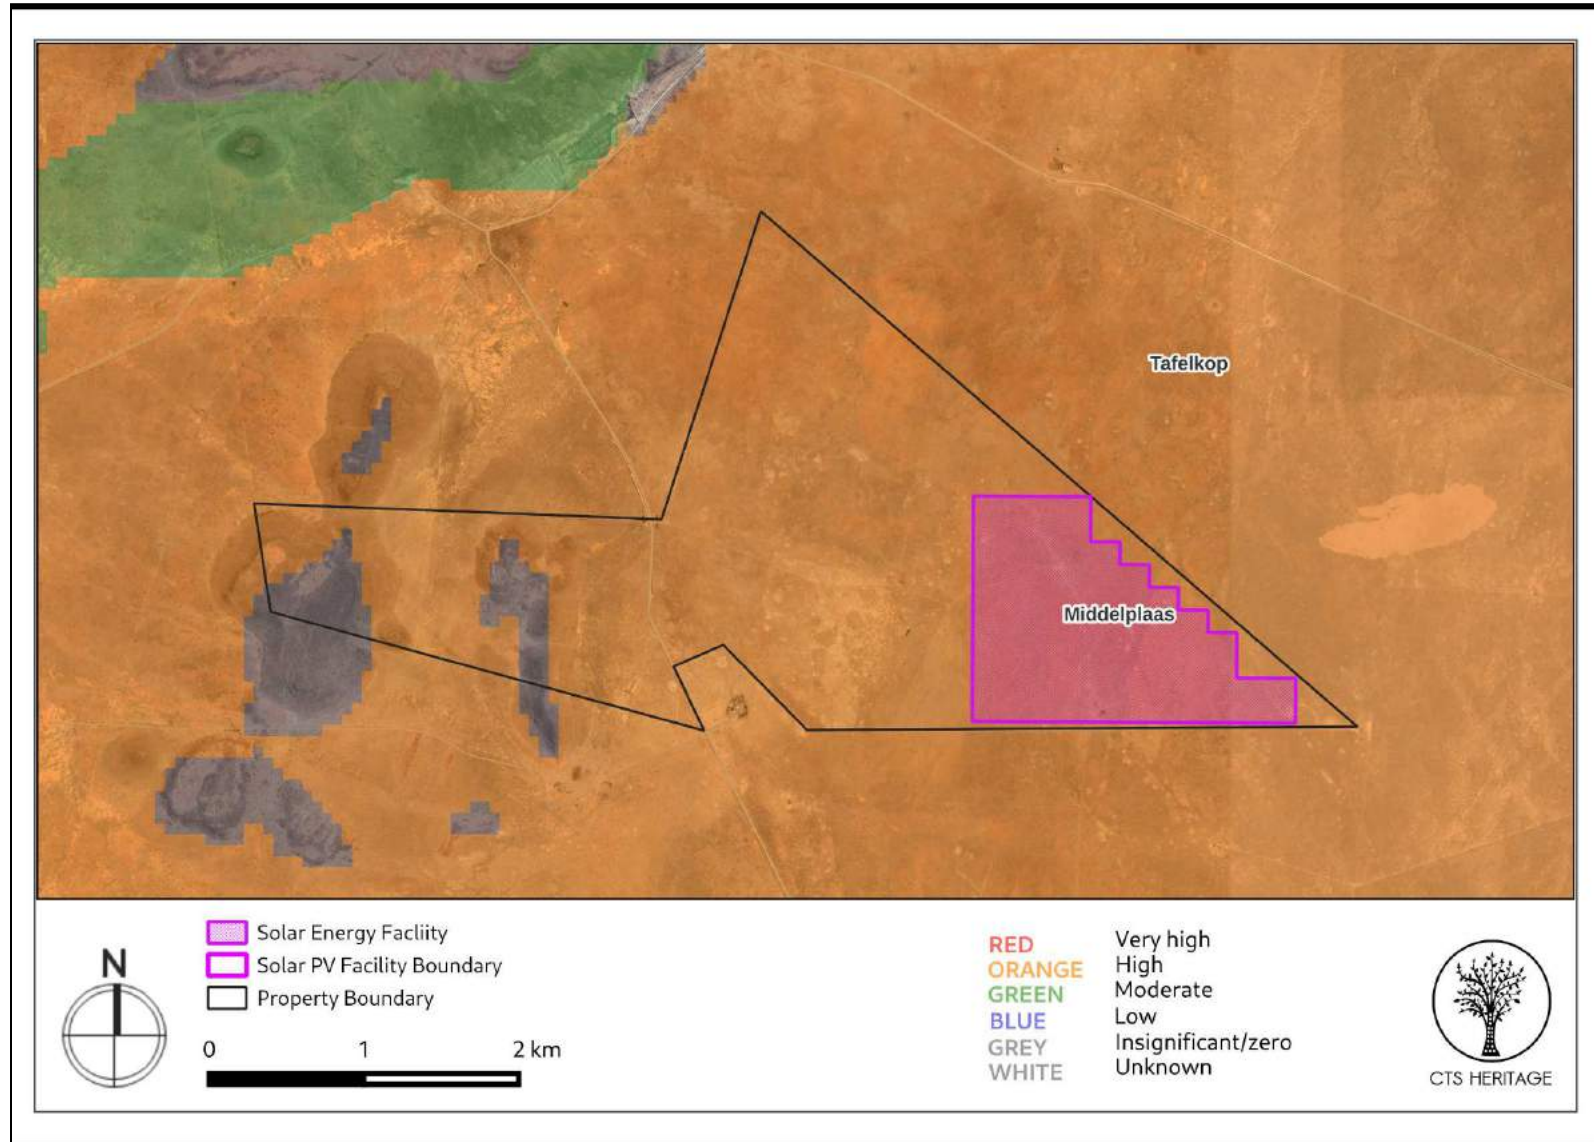 Tafelkop
Middelplaas
N
Solar Energy Facliity
Solar PV Facility Boundary
Property Boundary
0 1 2 km
RED Very high
ORANGE High
GREEN Moderate
BLUE Low
GREY Insignificant/zero
WHITE Unknown
CTS HERITAGE